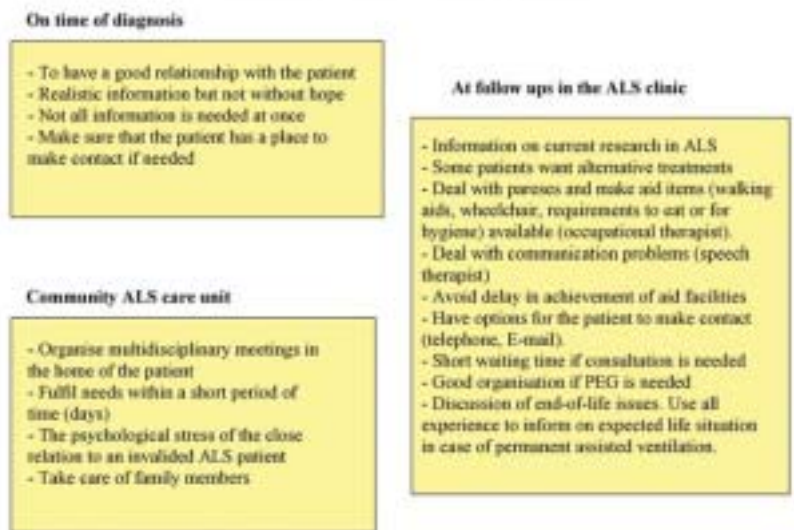 On time of diagnosis
- To have a good relationship with the patient
- Realistic information but not without hope
- Not all information is needed at once
- Make sure that the patient has a place to
make contact if needed
Community ALS care unit
- Organise multidisciplinary meetings in
the home of the patient
- Fulfil needs within a short period of
time (days)
- The psychological stress of the close
relation to an invalided ALS patient
- Take care of family members
At follow ups in the ALS clinic
- Information on current research in ALS
- Some patients want alternative treatments
- Deal with pareses and make aid items (walking
aids, wheelchair, requirements to eat or for
hygiene) available (occupational therapist).
- Deal with communication problems (speech
therapist)
- Avoid delay in achievement of aid facilities
- Have options for the patient to make contact
(telephone, E-mail).
- Short waiting time if consultation is needed
- Good organisation if PEG is needed
- Discussion of end-of-life issues. Use all
experience to inform on expected life situation
in case of permanent assisted ventilation.